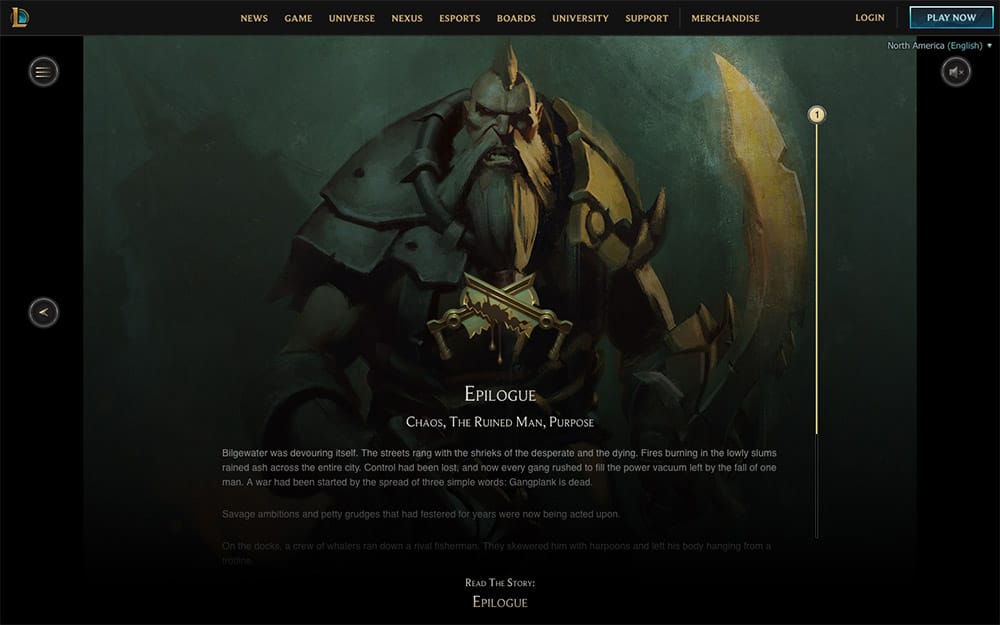 NEWS GAME UNIVERSE NEXUS ESPORTS BOARDS UNIVERSITY SUPPORT MERCHANDISE LOGIN PLAY NOW
North America (English)
1
Epilogue
Chaos, The Ruined Man, Purpose
Bilgewater was devouring itself. The streets rang with the shrieks of the desperate and the dying. Fires burning in the lowly slums
rained ash across the entire city. Control had been lost, and now every gang rushed to fill the power vacuum left by the fall of one
man. A war had been started by the spread of three simple words: Gangplank is dead.
Savage ambitions and petty grudges that had festered for years were now being acted upon.
On the docks, a crew of whalers ran down a rival fisherman. They skewered him with harpoons and left his body hanging from a
trotline.
Read The Story:
Epilogue